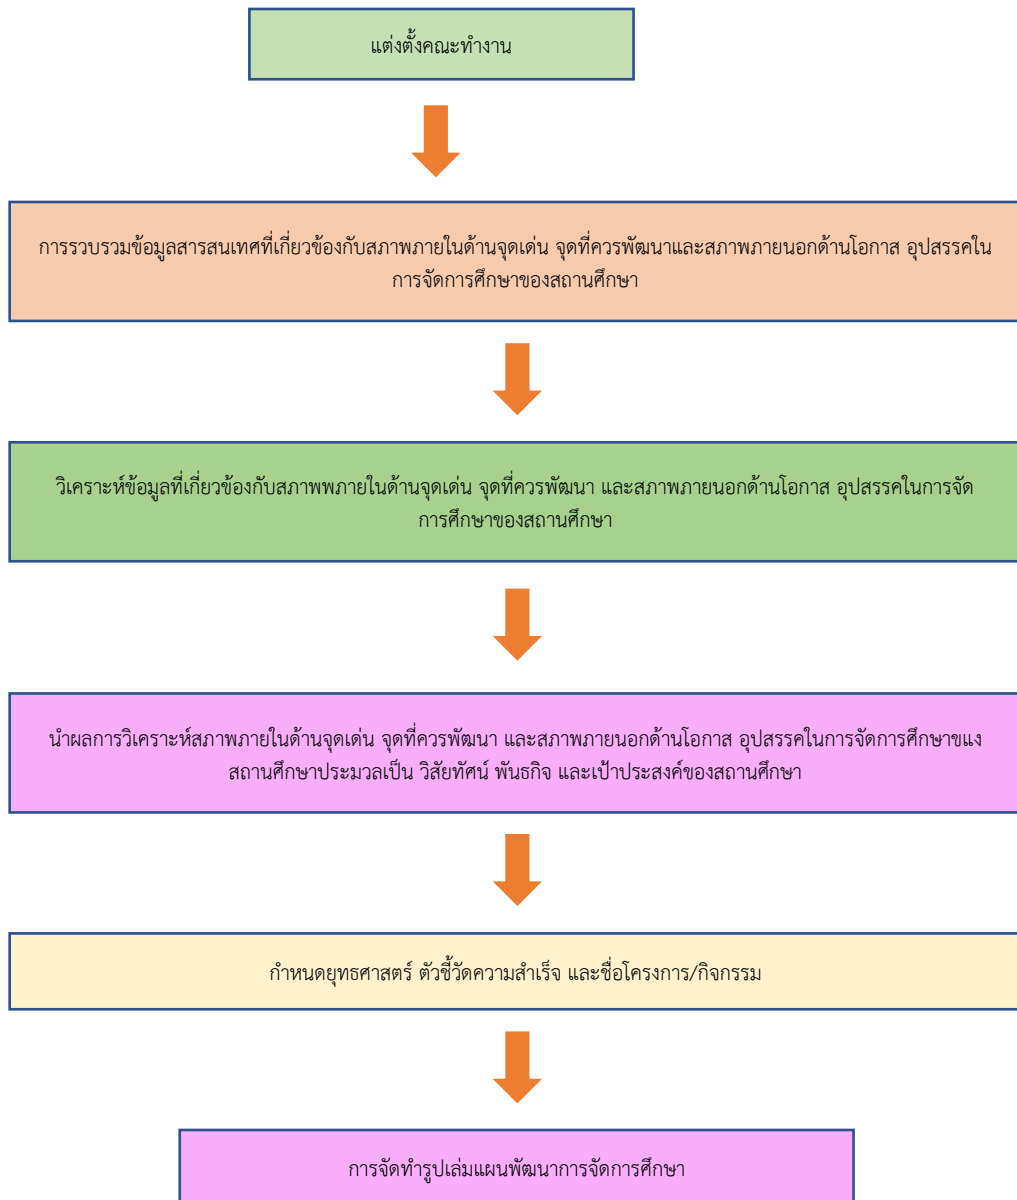 แต่งตั้งคณะทำงาน
การรวบรวมข้อมูลสารสนเทศที่เกี่ยวข้องกับสภาพภายในด้านจุดเด่น จุดที่ควรพัฒนาและสภาพภายนอกด้านโอกาส อุปสรรคใน
การจัดการศึกษาของสถานศึกษา
วิเคราะห์ข้อมูลที่เกี่ยวข้องกับสภาพพภายในด้านจุดเด่น จุดที่ควรพัฒนา และสภาพภายนอกด้านโอกาส อุปสรรคในการจัด
การศึกษาของสถานศึกษา
นำผลการวิเคราะห์สภาพภายในด้านจุดเด่น จุดที่ควรพัฒนา และสภาพภายนอกด้านโอกาส อุปสรรคในการจัดการศึกษาขแง
สถานศึกษาประมวลเป็น วิสัยทัศน์ พันธกิจ และเป้าประสงค์ของสถานศึกษา
กำหนดยุทธศาสตร์ ตัวชี้วัดความสำเร็จ และชื่อโครงการ/กิจกรรม
การจัดทำรูปเล่มแผนพัฒนาการจัดการศึกษา